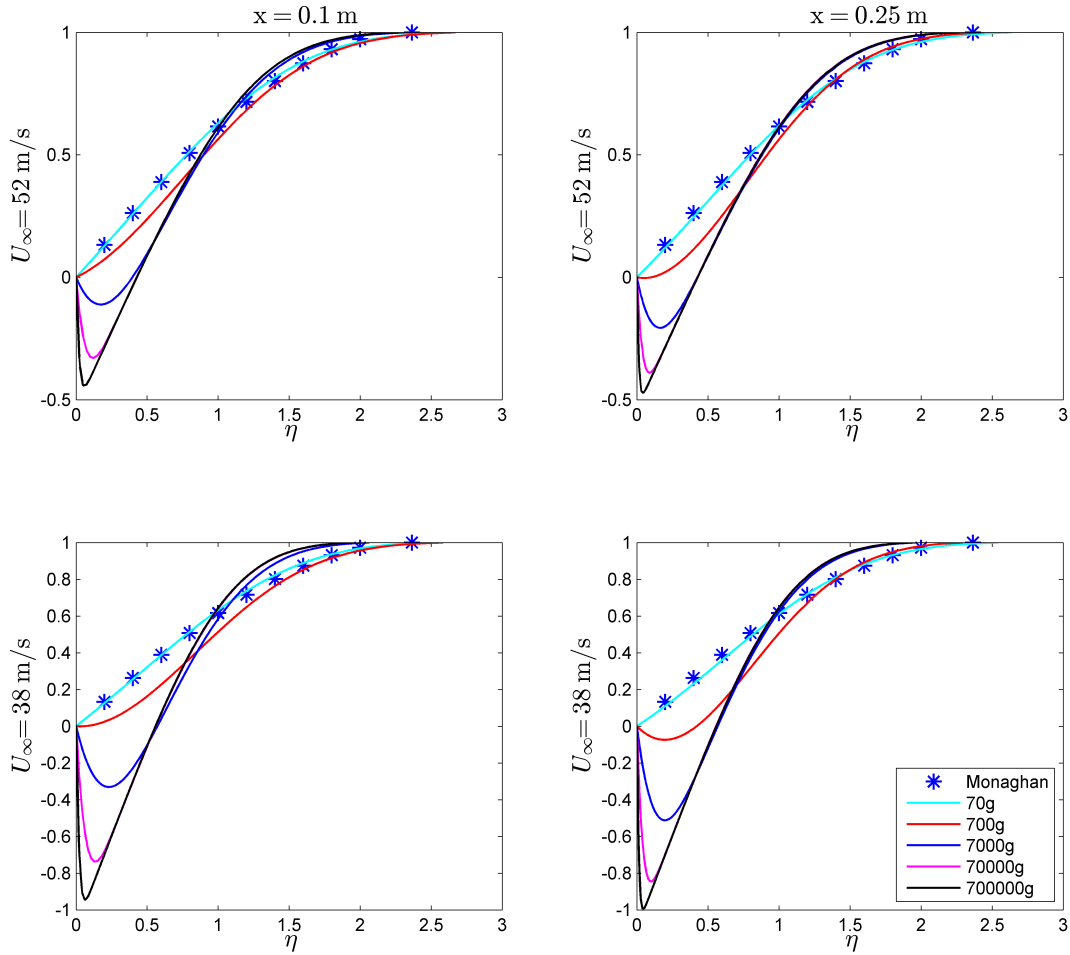 x = 0.1 m
1
0.5
0
-0.5
U∞= 52 m/s
0 0.5 1 1.5 2 2.5 3
η
x = 0.25 m
1
0.5
0
-0.5
U∞= 52 m/s
0 0.5 1 1.5 2 2.5 3
η
1
0.8
0.6
0.4
0.2
0
-0.2
-0.4
-0.6
-0.8
-1
U∞= 38 m/s
0 0.5 1 1.5 2 2.5 3
η
1
0.8
0.6
0.4
0.2
0
-0.2
-0.4
-0.6
-0.8
-1
U∞= 38 m/s
0 0.5 1 1.5 2 2.5 3
η
Monaghan
70g
700g
7000g
70000g
700000g